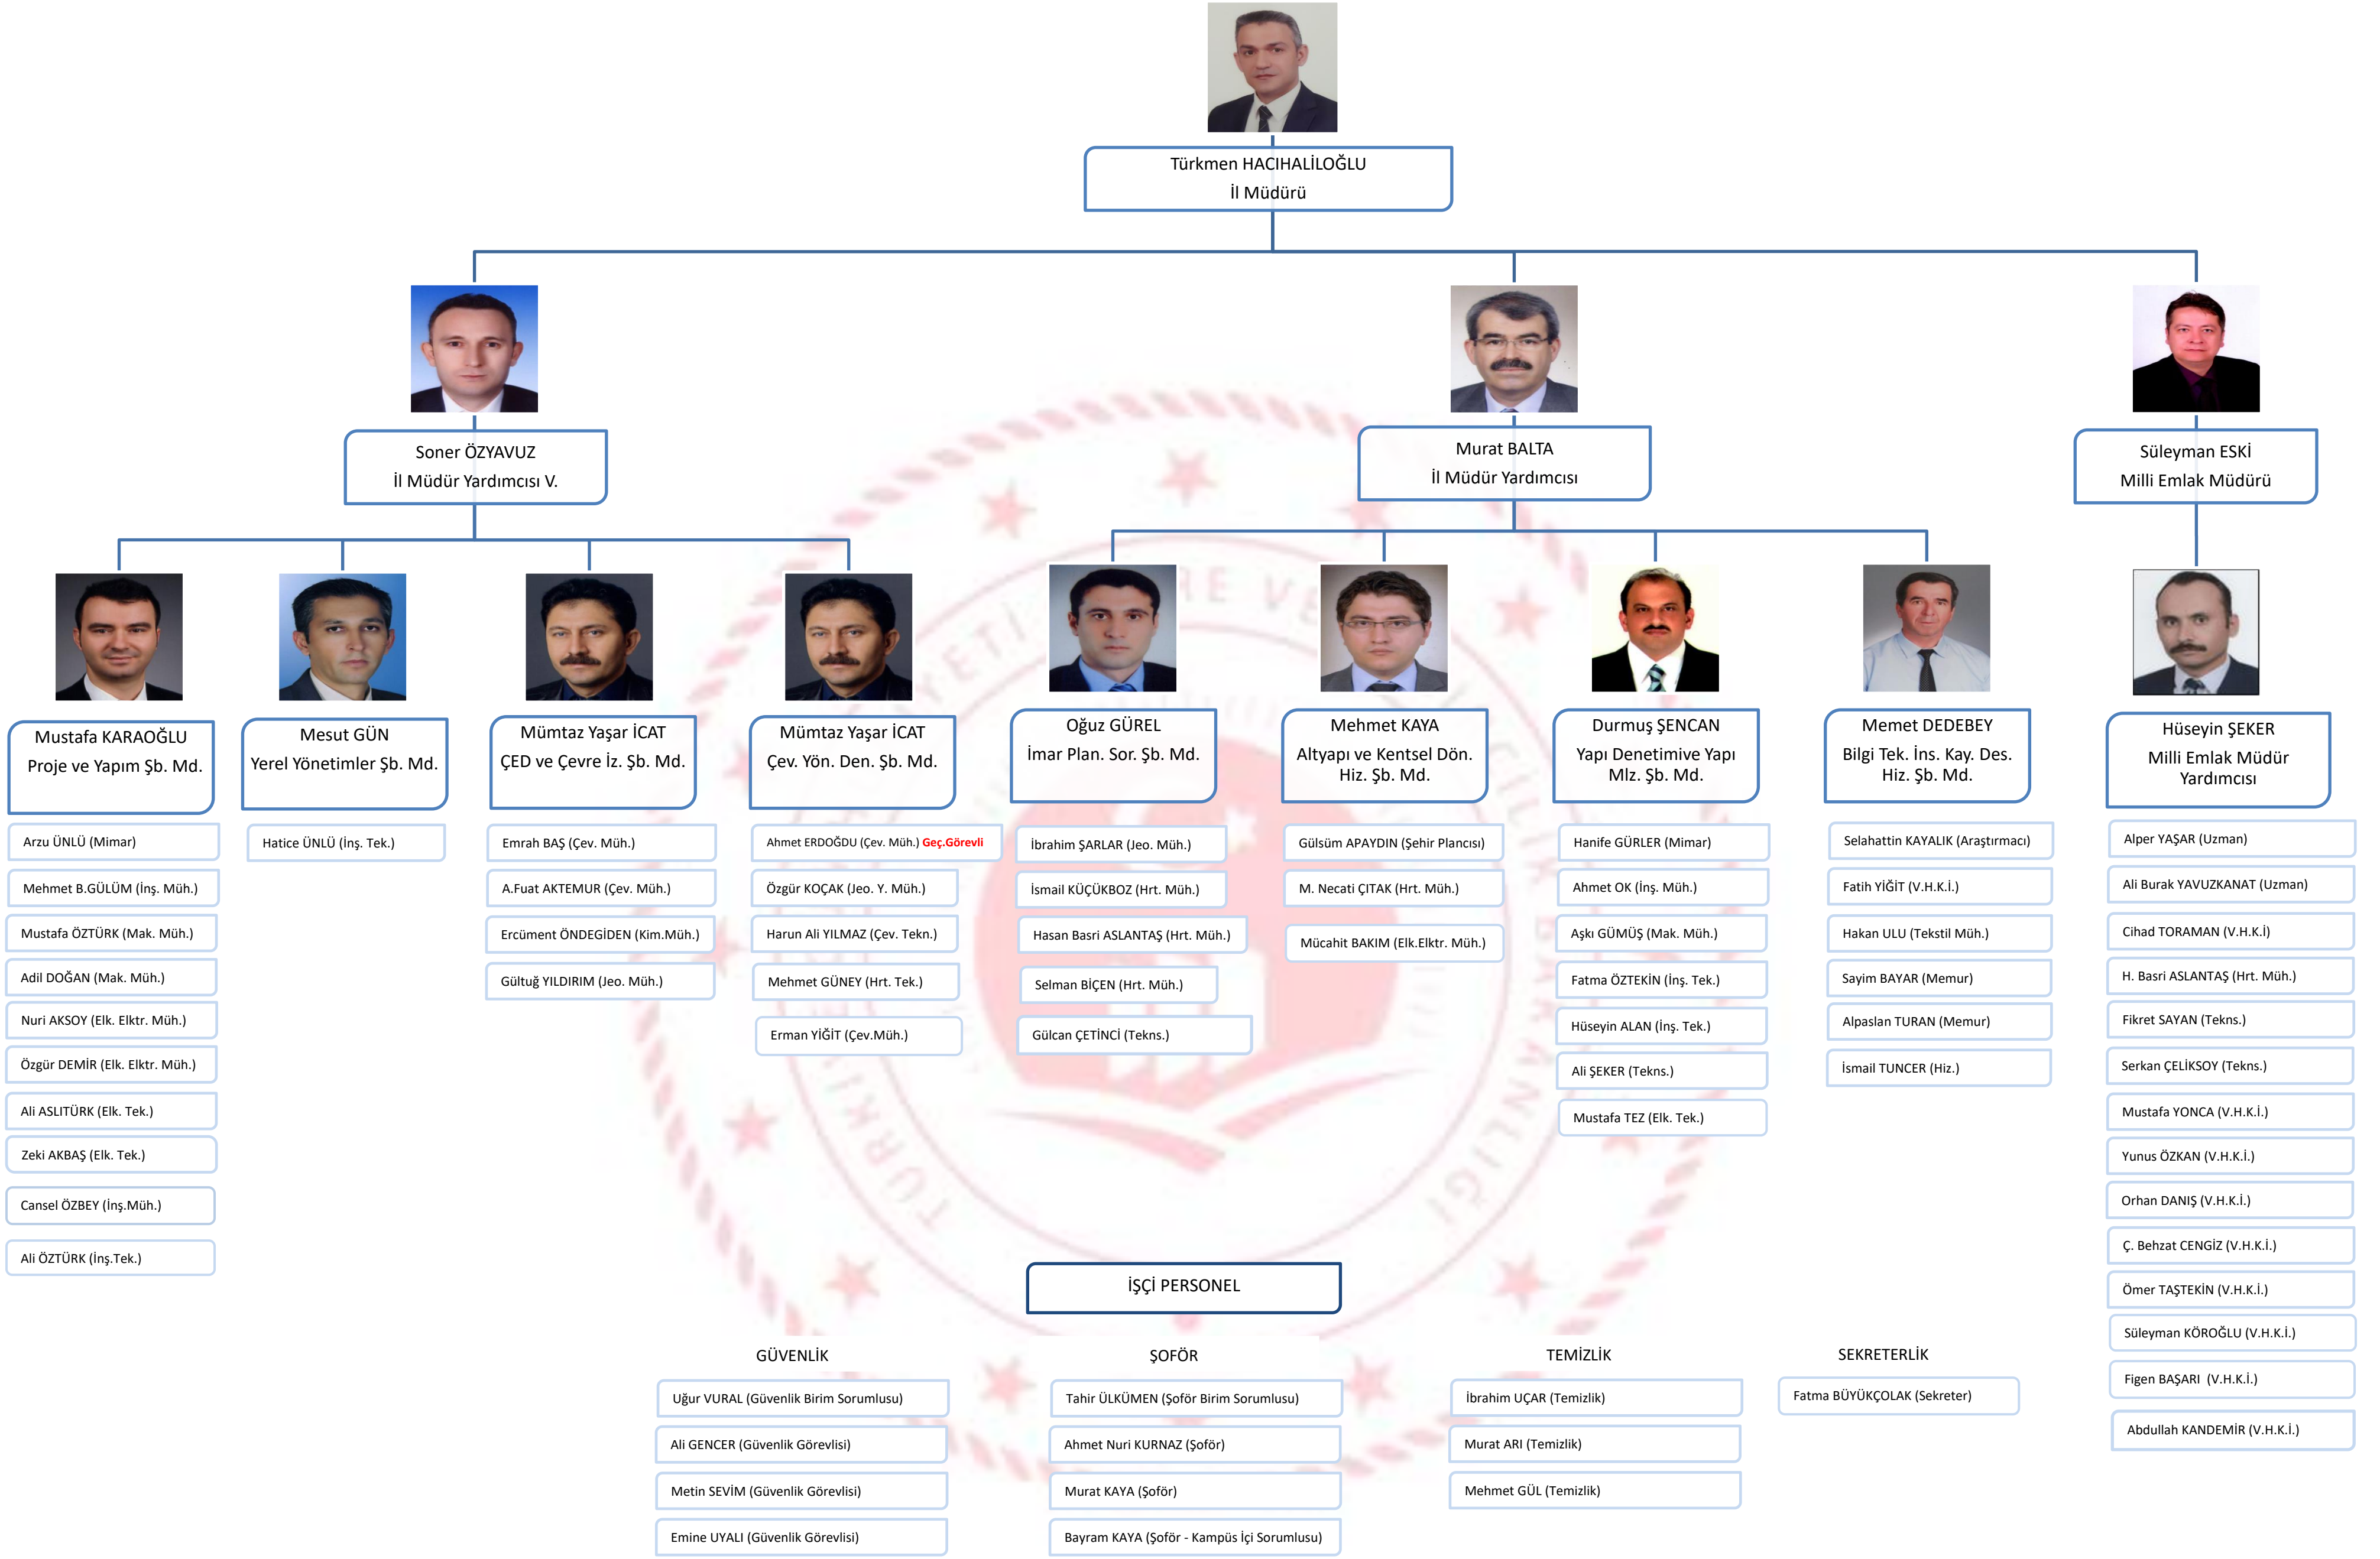 Türkmen HACIHALİLOĞLU
İl Müdürü
Soner ÖZYAVUZ
İl Müdür Yardımcısı V.
Murat BALTA
İl Müdür Yardımcısı
Süleyman ESKİ
Milli Emlak Müdürü
Mustafa KARAOĞLU
Proje ve Yapım Şb. Md.
Arzu ÜNLÜ (Mimar)
Mehmet B.GÜLÜM (İnş. Müh.)
Mustafa ÖZTÜRK (Mak. Müh.)
Adil DOĞAN (Mak. Müh.)
Nuri AKSOY (Elk. Elktr. Müh.)
Özgür DEMİR (Elk. Elktr. Müh.)
Ali ASLITÜRK (Elk. Tek.)
Zeki AKBAŞ (Elk. Tek.)
Cansel ÖZBEY (İnş.Müh.)
Ali ÖZTÜRK (İnş.Tek.)
Mesut GÜN
Yerel Yönetimler Şb. Md.
Hatice ÜNLÜ (İnş. Tek.)
Mümtaz Yaşar İCAT
ÇED ve Çevre İz. Şb. Md.
Emrah BAŞ (Çev. Müh.)
A.Fuat AKTEMUR (Çev. Müh.)
Ercüment ÖNDEGİDEN (Kim.Müh.)
Gültuğ YILDIRIM (Jeo. Müh.)
Mümtaz Yaşar İCAT
Çev. Yön. Den. Şb. Md.
Ahmet ERDOĞDU (Çev. Müh.) Geç.Görevli
Özgür KOÇAK (Jeo. Y. Müh.)
Harun Ali YILMAZ (Çev. Tekn.)
Mehmet GÜNEY (Hrt. Tek.)
Erman YİĞİT (Çev.Müh.)
Oğuz GÜREL
İmar Plan. Sor. Şb. Md.
İbrahim ŞARLAR (Jeo. Müh.)
İsmail KÜÇÜKBOZ (Hrt. Müh.)
Hasan Basri ASLANTAŞ (Hrt. Müh.)
Selman BİÇEN (Hrt. Müh.)
Gülcan ÇETİNCİ (Tekns.)
Mehmet KAYA
Altyapı ve Kentsel Dön.
Hiz. Şb. Md.
Gülsüm APAYDIN (Şehir Plancısı)
M. Necati ÇITAK (Hrt. Müh.)
Mücahit BAKIM (Elk.Elktr. Müh.)
Durmuş ŞENCAN
Yapı Denetimive Yapı
Mlz. Şb. Md.
Hanife GÜRLER (Mimar)
Ahmet OK (İnş. Müh.)
Aşkı GÜMÜŞ (Mak. Müh.)
Fatma ÖZTEKİN (İnş. Tek.)
Hüseyin ALAN (İnş. Tek.)
Ali ŞEKER (Tekns.)
Mustafa TEZ (Elk. Tek.)
Memet DEDEBEY
Bilgi Tek. İns. Kay. Des.
Hiz. Şb. Md.
Selahattin KAYALIK (Araştırmacı)
Fatih YİĞİT (V.H.K.İ.)
Hakan ULU (Tekstil Müh.)
Sayim BAYAR (Memur)
Alpaslan TURAN (Memur)
İsmail TUNCER (Hiz.)
Hüseyin ŞEKER
Milli Emlak Müdür
Yardımcısı
Alper YAŞAR (Uzman)
Ali Burak YAVUZKANAT (Uzman)
Cihad TORAMAN (V.H.K.İ)
H. Basri ASLANTAŞ (Hrt. Müh.)
Fikret SAYAN (Tekns.)
Serkan ÇELİKSOY (Tekns.)
Mustafa YONCA (V.H.K.İ.)
Yunus ÖZKAN (V.H.K.İ.)
Orhan DANIŞ (V.H.K.İ.)
Ç. Behzat CENGİZ (V.H.K.İ.)
Ömer TAŞTEKİN (V.H.K.İ.)
Süleyman KÖROĞLU (V.H.K.İ.)
Figen BAŞARI (V.H.K.İ.)
Abdullah KANDEMİR (V.H.K.İ.)
İŞÇİ PERSONEL
GÜVENLİK
Uğur VURAL (Güvenlik Birim Sorumlusu)
Ali GENCER (Güvenlik Görevlisi)
Metin SEVİM (Güvenlik Görevlisi)
Emine UYALI (Güvenlik Görevlisi)
ŞOFÖR
Tahir ÜLKÜMEN (Şoför Birim Sorumlusu)
Ahmet Nuri KURNAZ (Şoför)
Murat KAYA (Şoför)
Bayram KAYA (Şoför - Kampüs İçi Sorumlusu)
TEMİZLİK
İbrahim UÇAR (Temizlik)
Murat ARI (Temizlik)
Mehmet GÜL (Temizlik)
SEKRETERLİK
Fatma BÜYÜKÇOLAK (Sekreter)